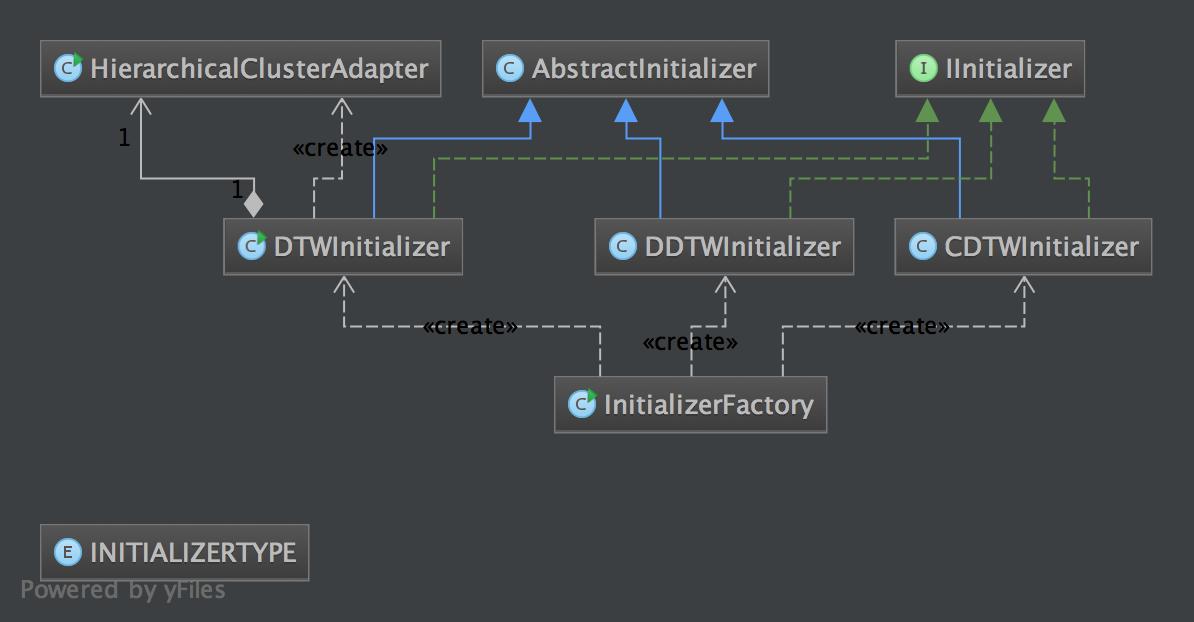 C HierarchicalClusterAdapter
C AbstractInitializer
I IInitializer
1
«create»
1
C DTWInitializer
C DDTWInitializer
C CDTWInitializer
«create»
«create»
«create»
C InitializerFactory
E INITIALIZERTYPE
Powered by yFiles